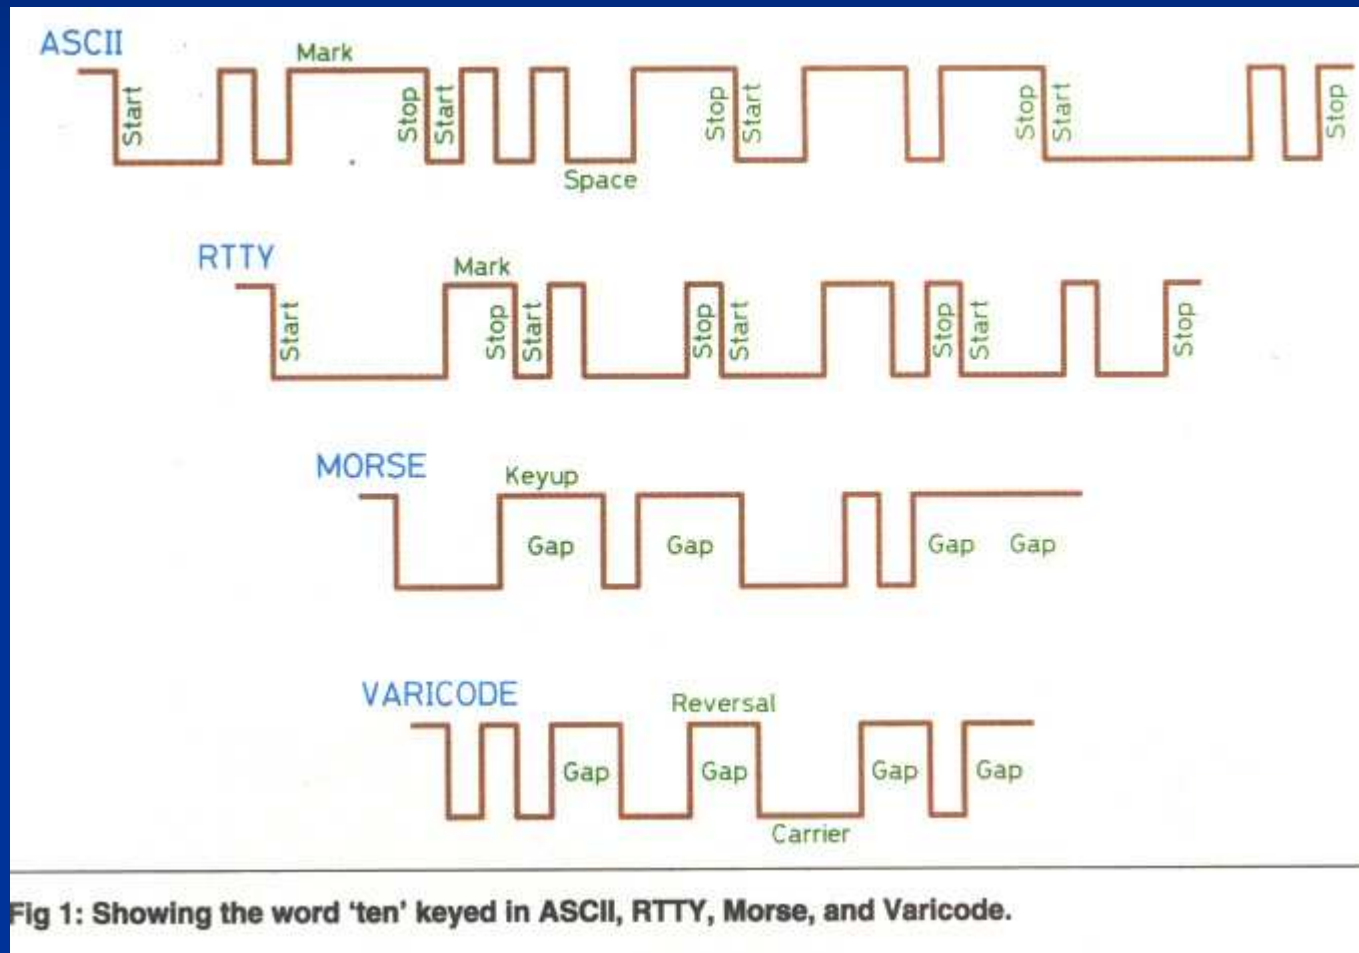 ASCII
Mark
Start Stop Start Stop Start Stop Start Stop
Space
RTTY
Mark
Start Stop Start Stop Start Stop Start Stop
MORSE
Keyup
Gap Gap Gap Gap
VARICODE
Reversal
Gap Gap Gap Gap
Carrier
Fig 1: Showing the word 'ten' keyed in ASCII, RTTY, Morse, and Varicode.